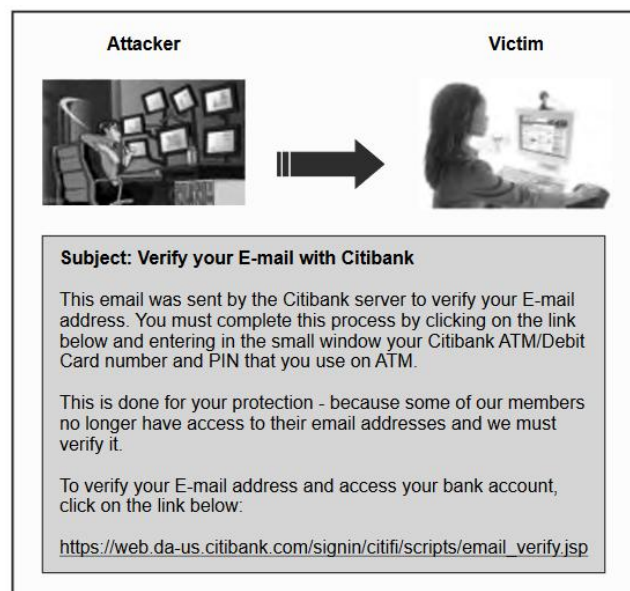 Attacker
Victim
Subject: Verify your E-mail with Citibank
This email was sent by the Citibank server to verify your E-mail
address. You must complete this process by clicking on the link
below and entering in the small window your Citibank ATM/Debit
Card number and PIN that you use on ATM.
This is done for your protection - because some of our members
no longer have access to their email addresses and we must
verify it.
To verify your E-mail address and access your bank account,
click on the link below:
https://web.da-us.citibank.com/signin/citifi/scripts/email_verify.jsp